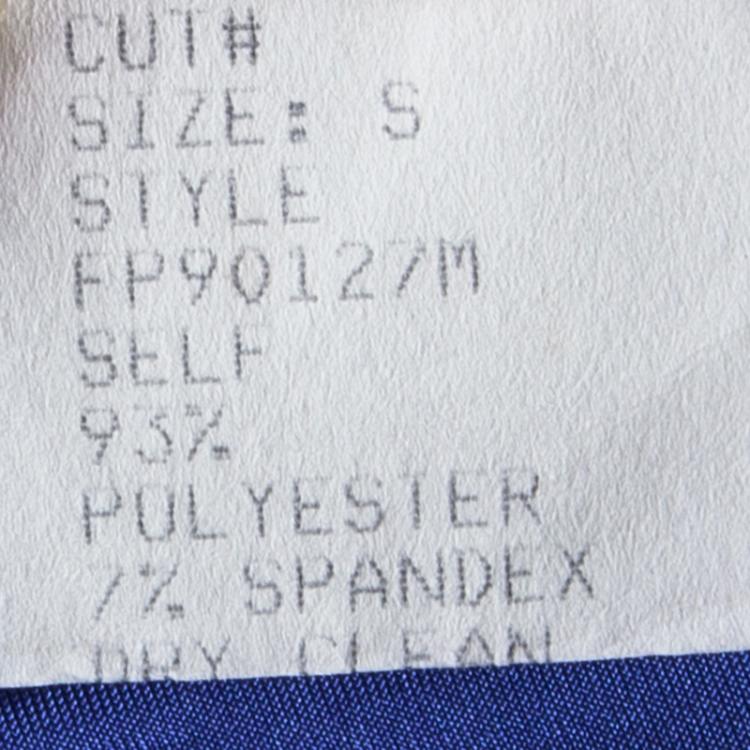 CUT#
SIZE: S
STYLE
FP90127M
SELF
93%
POLYESTER
7% SPANDEX
DRY CLEAN